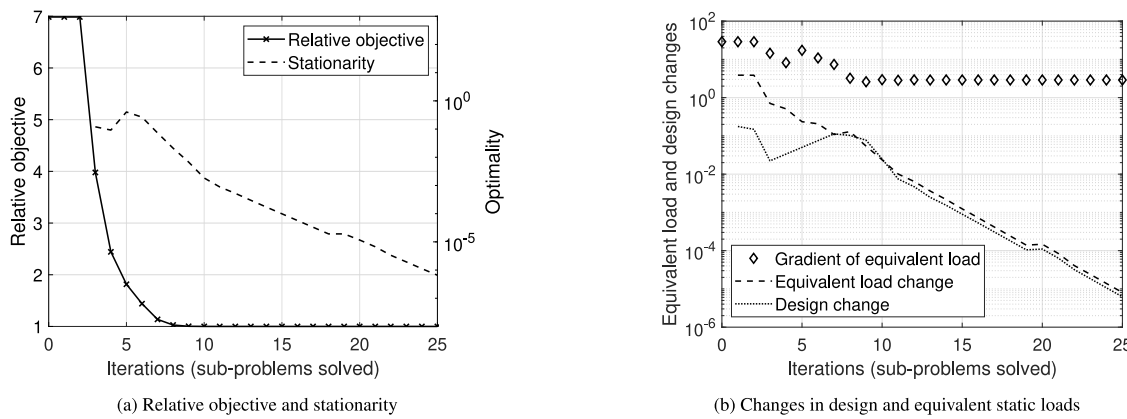 7
6
5
4
3
2
1
Relative objective
0
5
10
15
20
25
Iterations (sub-problems solved)
10^0
10^-5
Optimality
Relative objective
Stationarity
(a) Relative objective and stationarity
10^2
10^0
10^-2
10^-4
10^-6
Equivalent load and design changes
0
5
10
15
20
25
Iterations (sub-problems solved)
Gradient of equivalent load
Equivalent load change
Design change
(b) Changes in design and equivalent static loads